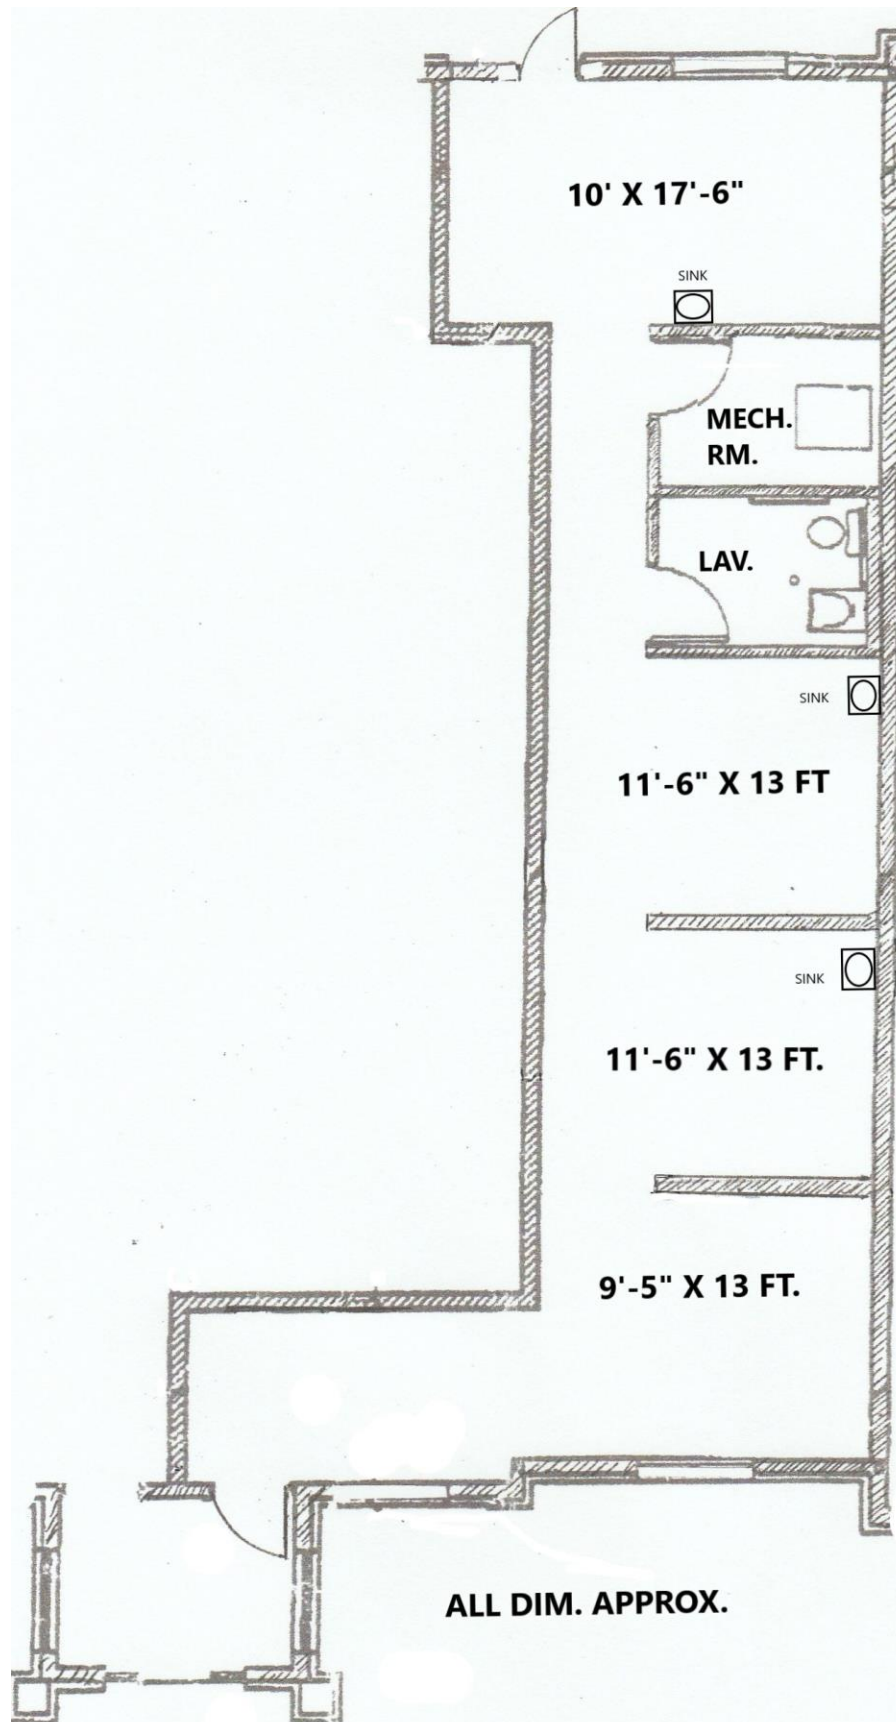 10' X 17'-6"
SINK
MECH.
RM.
LAV.
SINK
11'-6" X 13 FT
SINK
11'-6" X 13 FT.
9'-5" X 13 FT.
ALL DIM. APPROX.